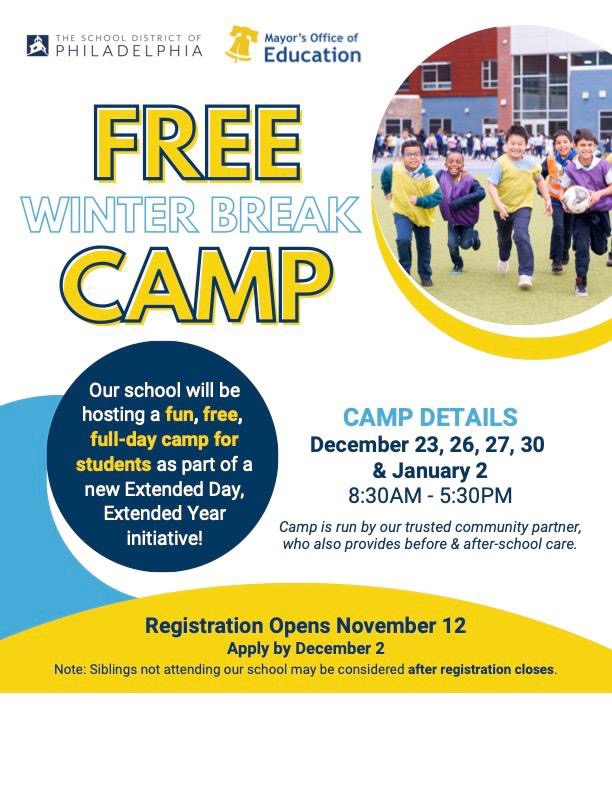 THE SCHOOL DISTRICT OF
PHILADELPHIA
Mayor's Office of
Education
FREE
WINTER BREAK
CAMP
Our school will be
hosting a fun, free,
full-day camp for
students as part of a
new Extended Day,
Extended Year
initiative!
CAMP DETAILS
December 23, 26, 27, 30
& January 2
8:30AM - 5:30PM
Camp is run by our trusted community partner,
who also provides before & after-school care.
Registration Opens November 12
Apply by December 2
Note: Siblings not attending our school may be considered after registration closes.